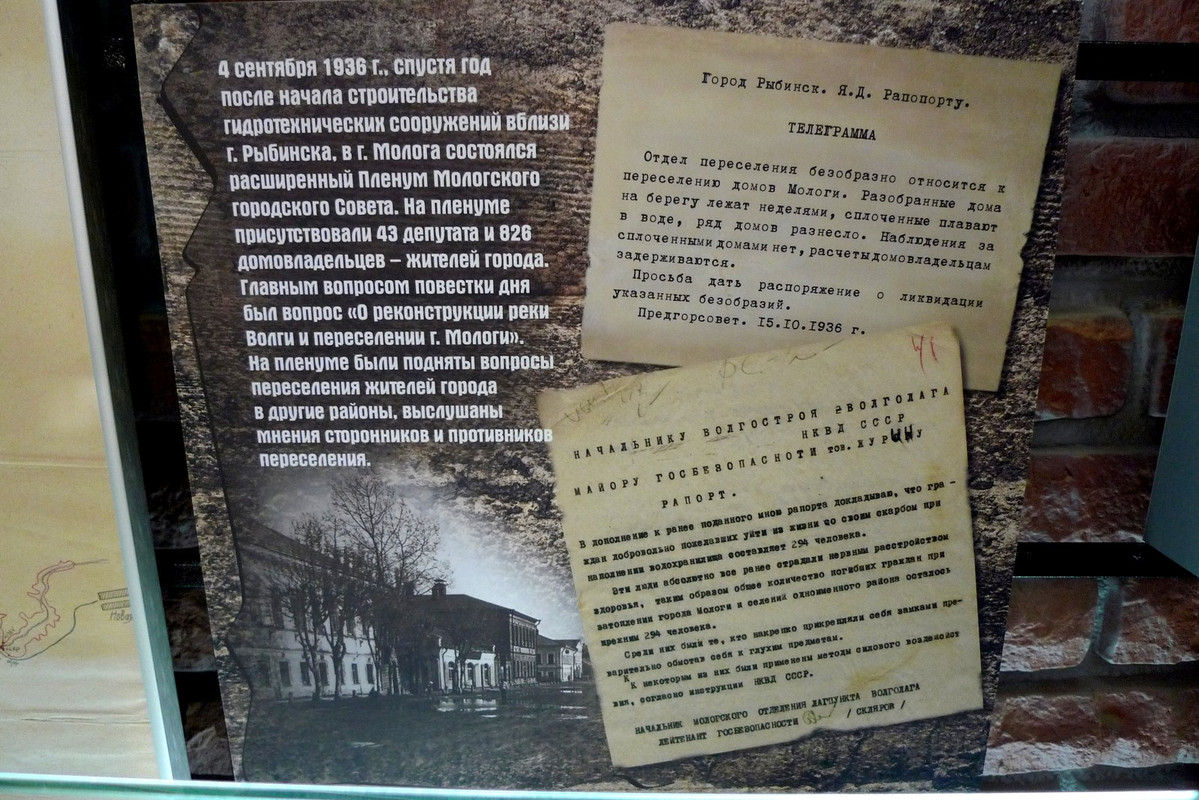 4 сентября 1936 г., спустя год
после начала строительства
гидротехнических сооружений вблизи
г. Рыбинска, в г. Молога состоялся
расширенный Пленум Мологского
городского Совета. На пленуме
присутствовали 43 депутата и 826
домовладельцев – жителей города.
Главным вопросом повестки дня
был вопрос «О реконструкции реки
Волги и переселении г. Мологи».
На пленуме были подняты вопросы
переселения жителей города
в другие районы, выслушаны
мнения сторонников и противников
переселения.
Город Рыбинск. Я.Д. Рапопорту.
ТЕЛЕГРАММА
Отдел переселения безобразно относится к
переселению домов Мологи. Разобранные дома
на берегу лежат неделями, сплоченные плавают
в воде, ряд домов разнесло. Наблюдения за
сплоченными домами нет, расчеты домовладельцам
задерживаются.
Просьба дать распоряжение о ликвидации
указанных безобразий.
Предгорсовет. 15.10.1936 г.
НАЧАЛЬНИКУ ВОЛГОСТРОЯ ВОЛГОЛАГА
НКВД СССР
МАЙОРУ ГОСБЕВОПАСНОТИ тов. ЖУРИНУ
РАПОРТ.
В дополнение к ранее поданного мною рапорта докладываю, что гра-
ждан добровольно пожелавших уйти из жизни со своим скарбом при
наполнении волохранилища составляет 294 человека.
Эти люди абсолютно все ранее страдали нервным расстройством
здоровья, таким образом общее количество погибших граждан при
затоплении города Мологи и селений одноименного района осталось
прежним 294 человека.
Среди них были те, кто накрепко прикрепляли себя замками пре-
варительно обмотав себя к глухим предметам.
К некоторым из них были применены методы силового воздейст
вия, согласно инструкции НКВД СССР.
НАЧАЛЬНИК МОЛОГСКОГО ОТДЕЛЕНИЯ ЛАГПУНКТА ВОЛГОЛАГА
ЛЕЙТЕНАНТ ГОСБЕВОПАСНОСТИ / СКЛЯРОВ /
Новая